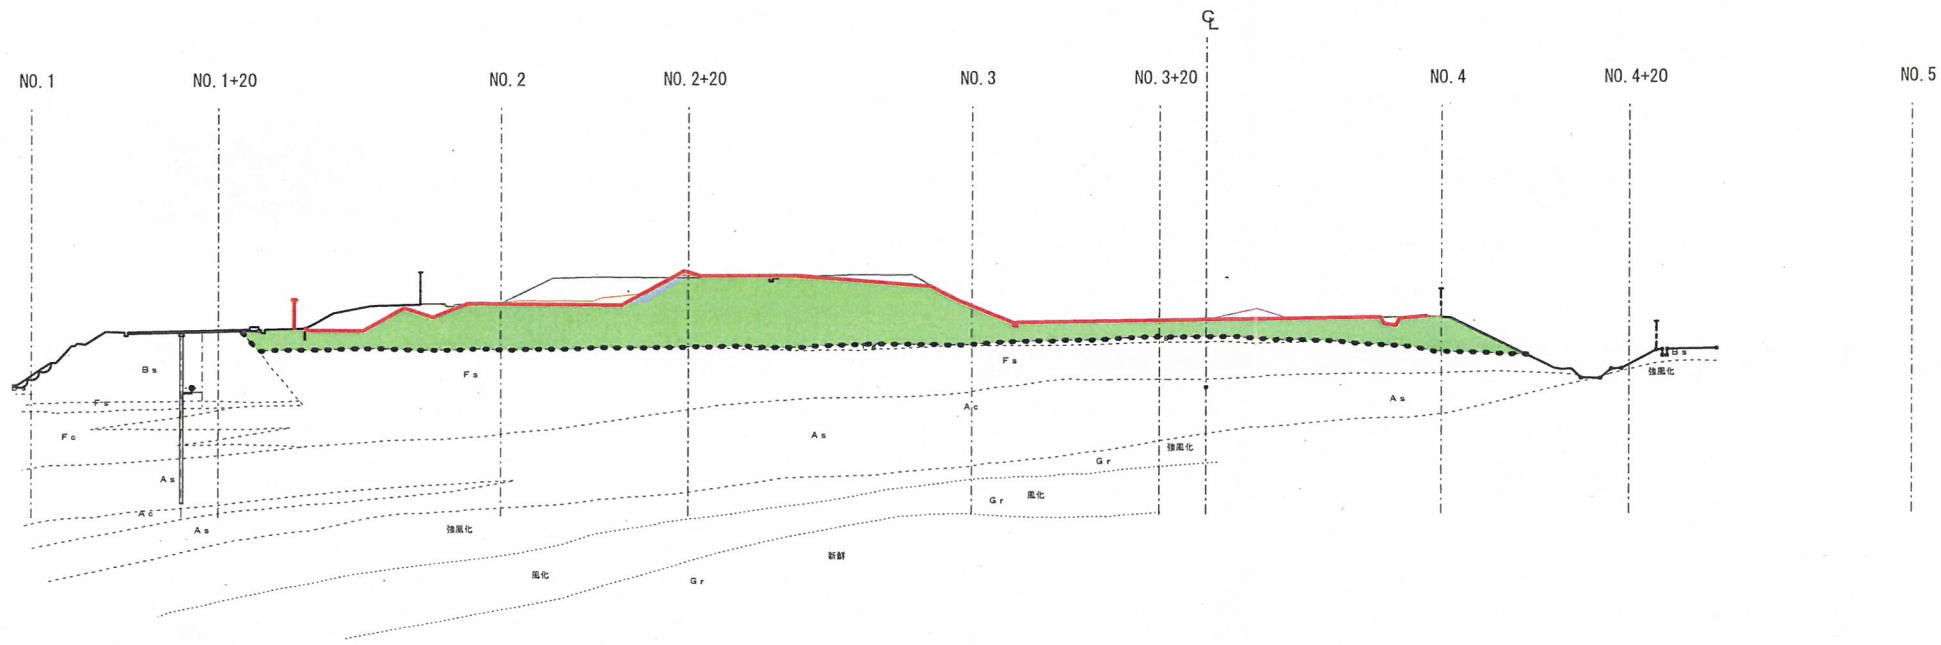 CL
NO.1
NO.1+20
NO.2
NO.2+20
NO.3
NO.3+20
NO.4
NO.4+20
NO.5
Bs
Bs
Fs
Fs
強風化
Fs
Ac
As
Fc
As
強風化
Gr
As
Gr
風化
Ac
As
強風化
新鮮
風化
Gr